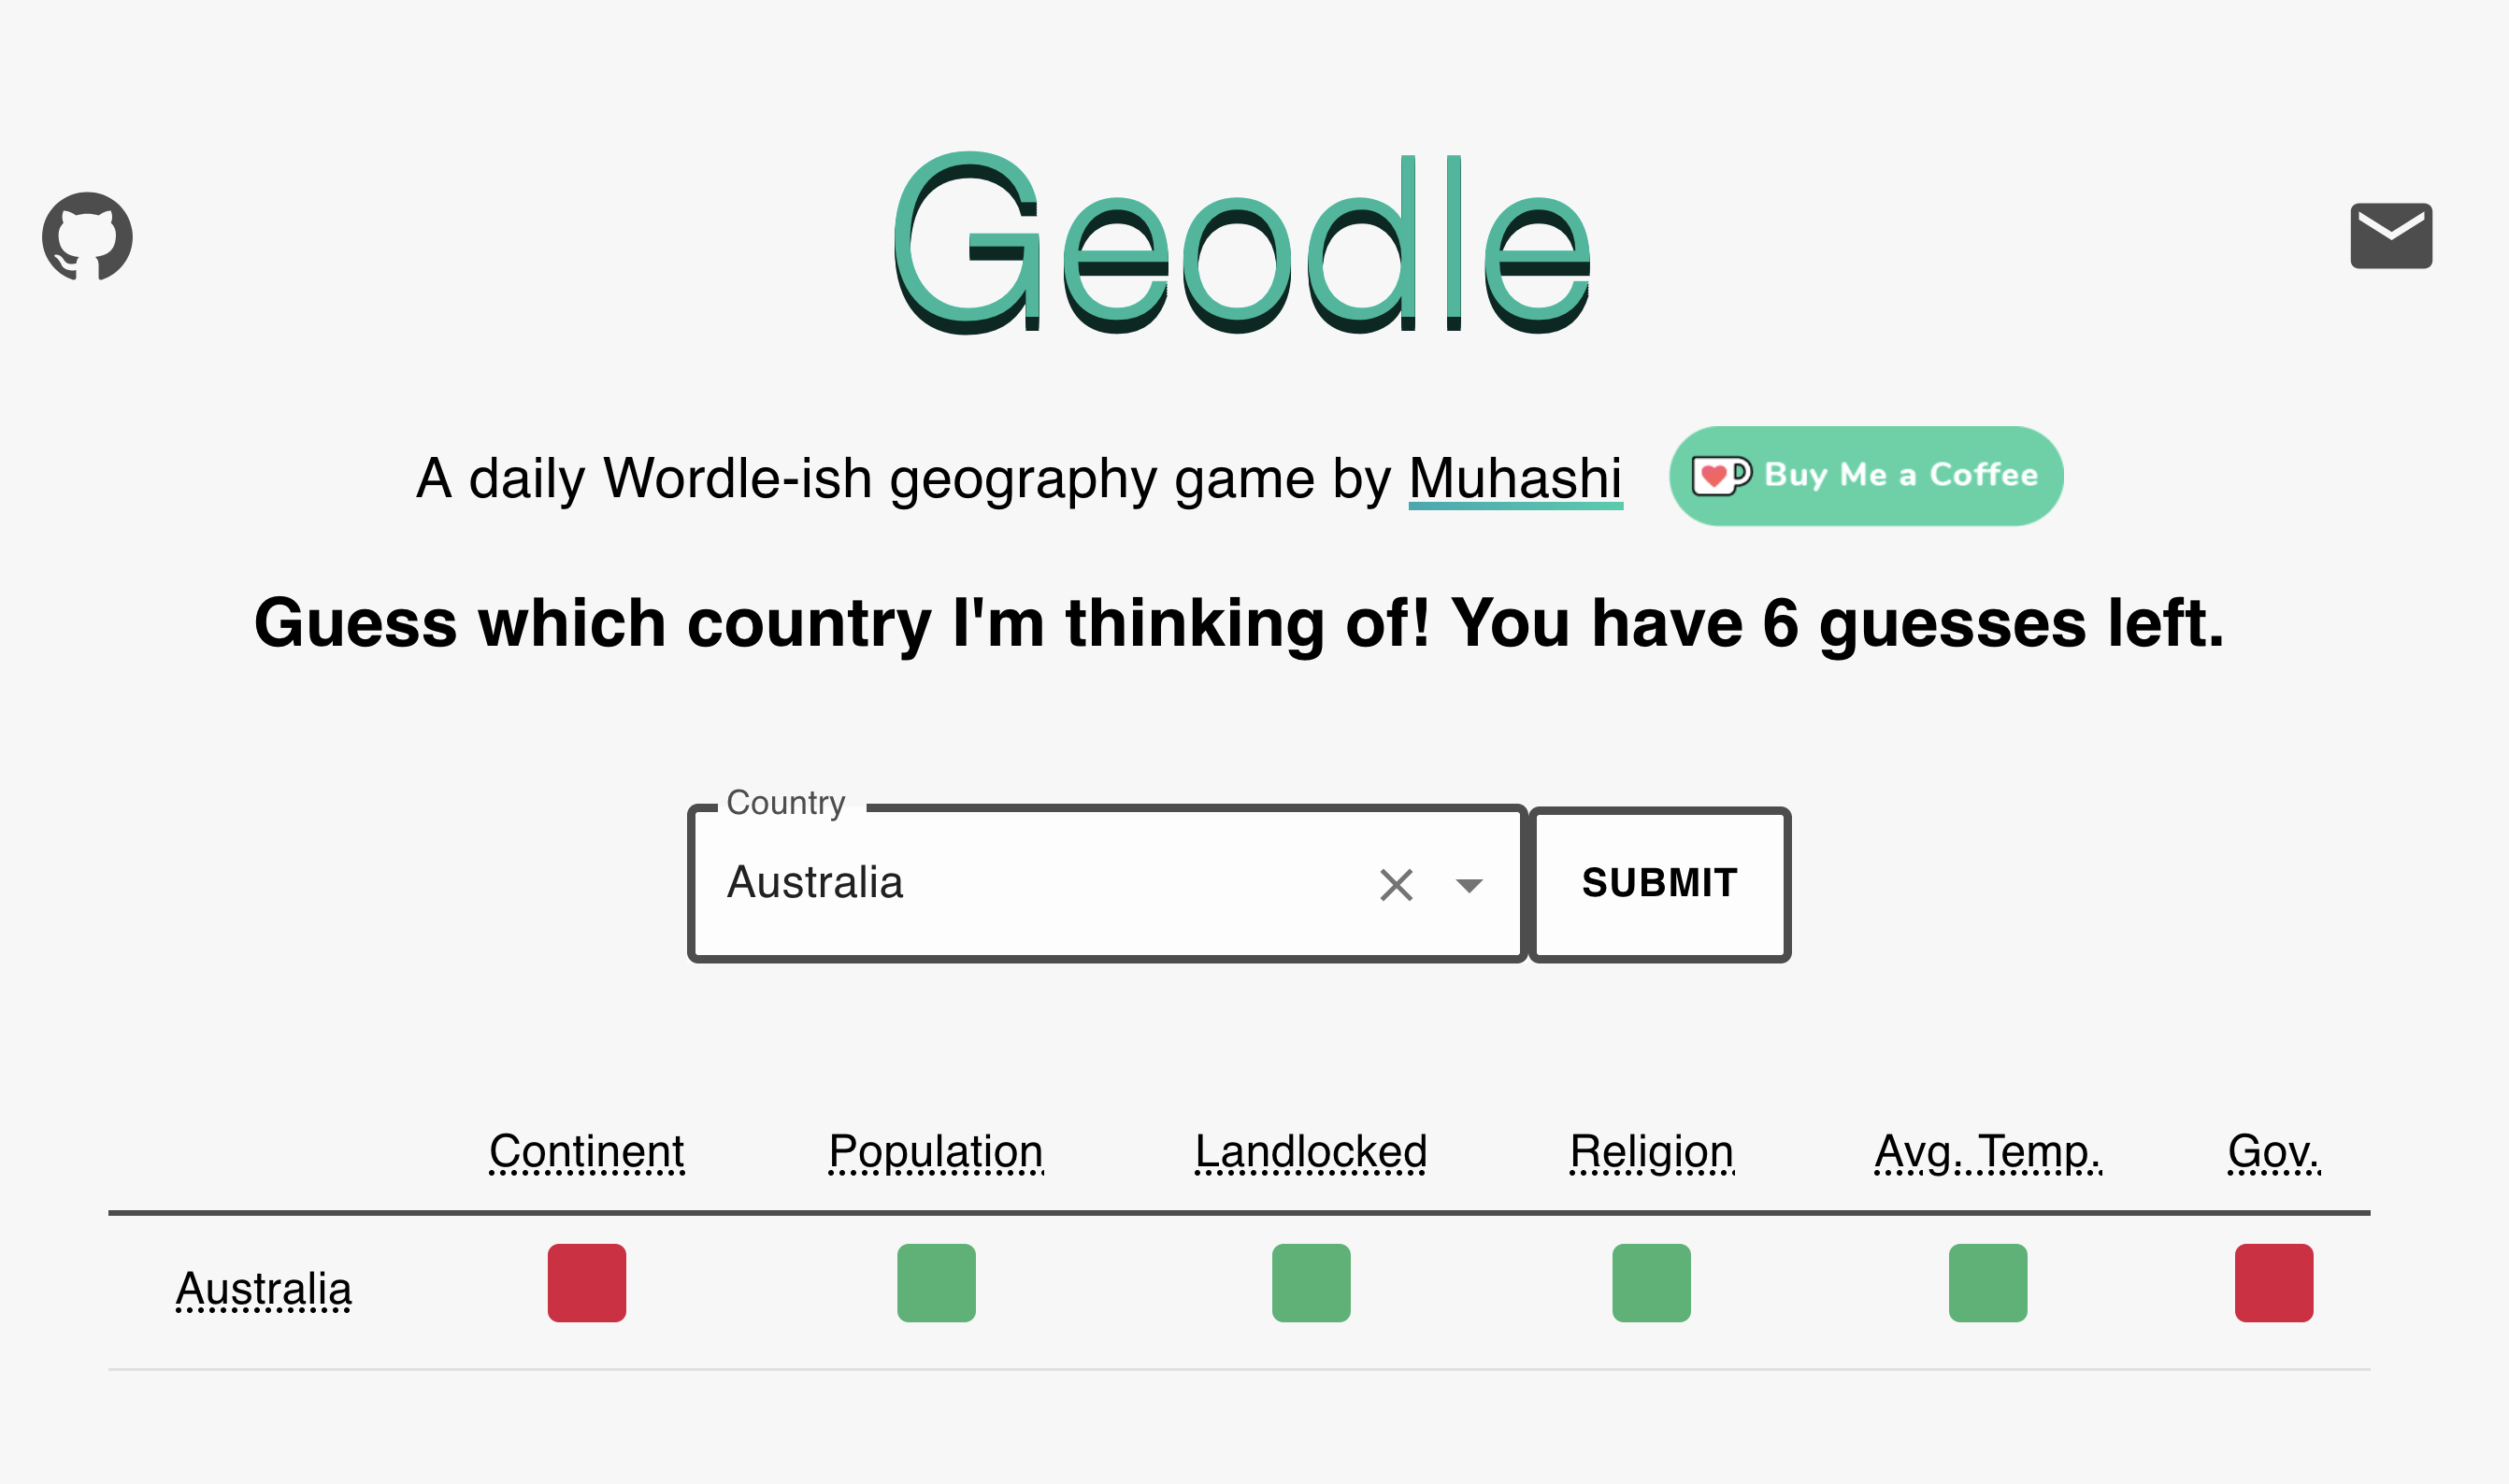 Geodle
A daily Wordle-ish geography game by Muhashi
Buy Me a Coffee
Guess which country I'm thinking of! You have 6 guesses left.
Country
Australia
SUBMIT
Continent Population Landlocked Religion Avg. Temp. Gov.
Australia